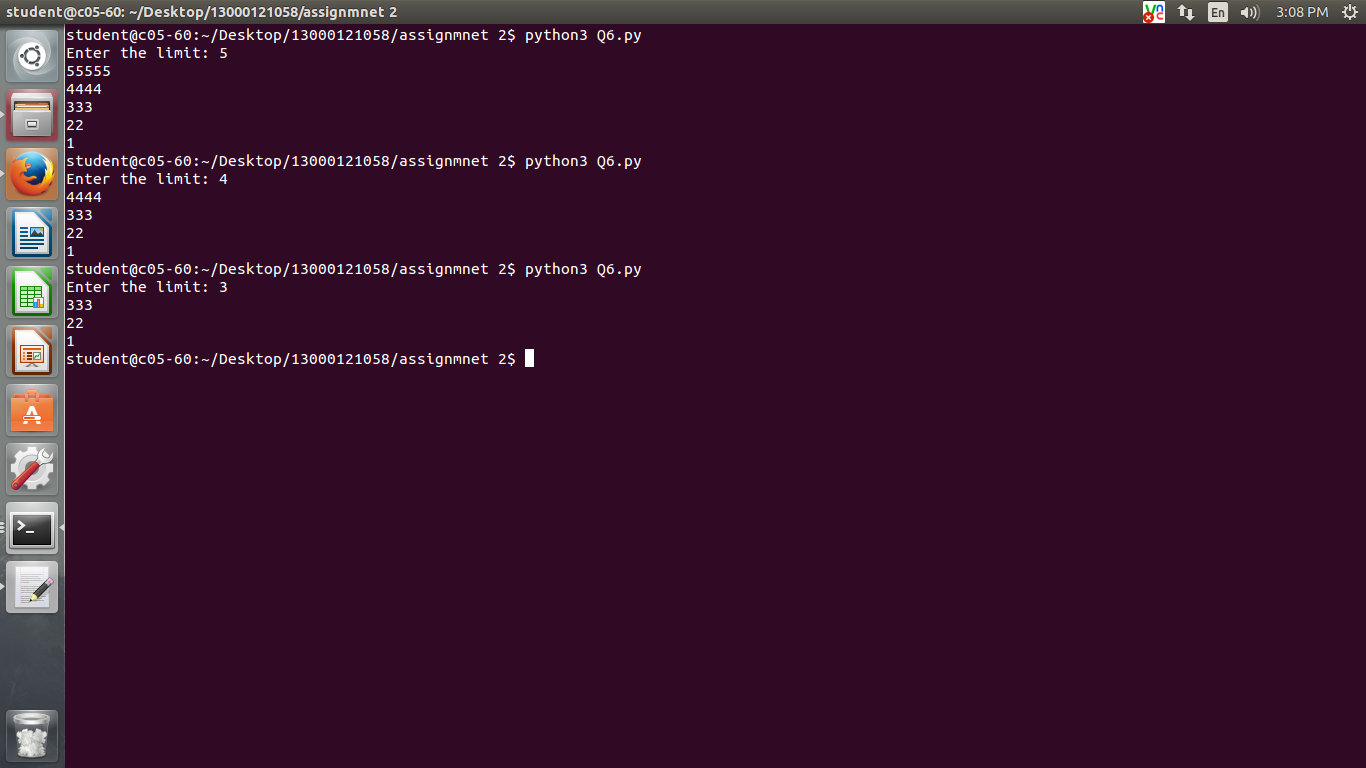 student@c05-60: ~/Desktop/13000121058/assignmnet 2
En
3:08 PM
student@c05-60:~/Desktop/13000121058/assignmnet 2$ python3 Q6.py
Enter the limit: 5
55555
4444
333
22
1
student@c05-60:~/Desktop/13000121058/assignmnet 2$ python3 Q6.py
Enter the limit: 4
4444
333
22
1
student@c05-60:~/Desktop/13000121058/assignmnet 2$ python3 Q6.py
Enter the limit: 3
333
22
1
student@c05-60:~/Desktop/13000121058/assignmnet 2$